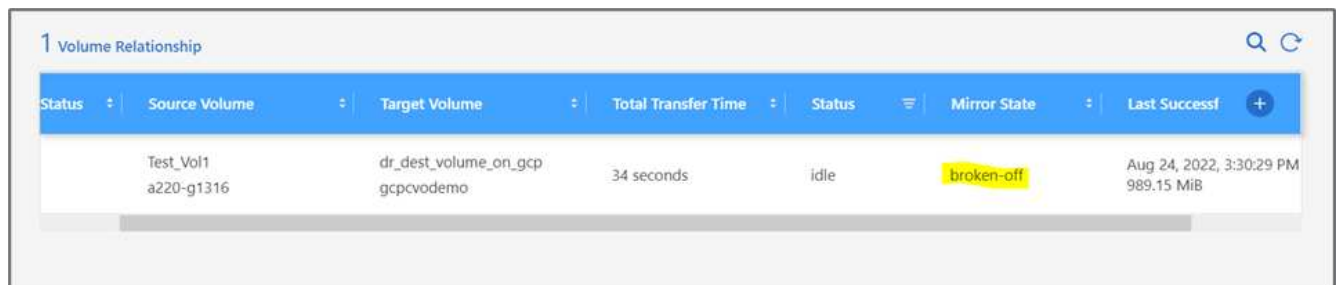 1 Volume Relationship
Status Source Volume Target Volume Total Transfer Time Status Mirror State Last Successf
Test_Vol1 dr_dest_volume_on_gcp 34 seconds idle broken-off Aug 24, 2022, 3:30:29 PM
a220-g1316 gcpcvodemo 989.15 MiB